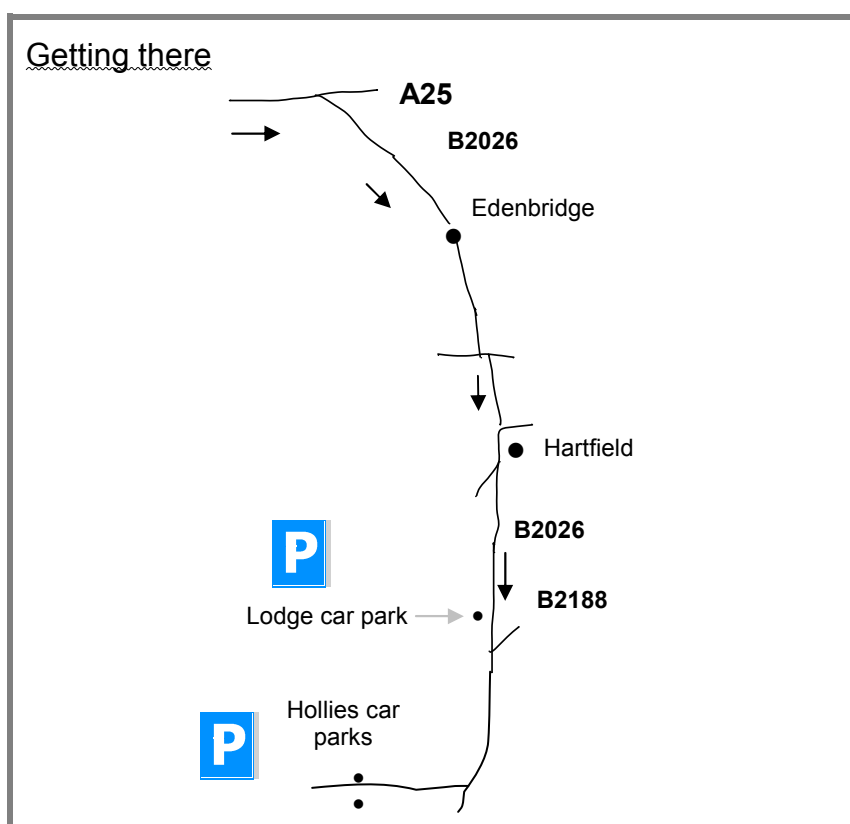 Getting there
A25
B2026
Edenbridge
Hartfield
B2026
P
B2188
Lodge car park
Hollies car
parks
P